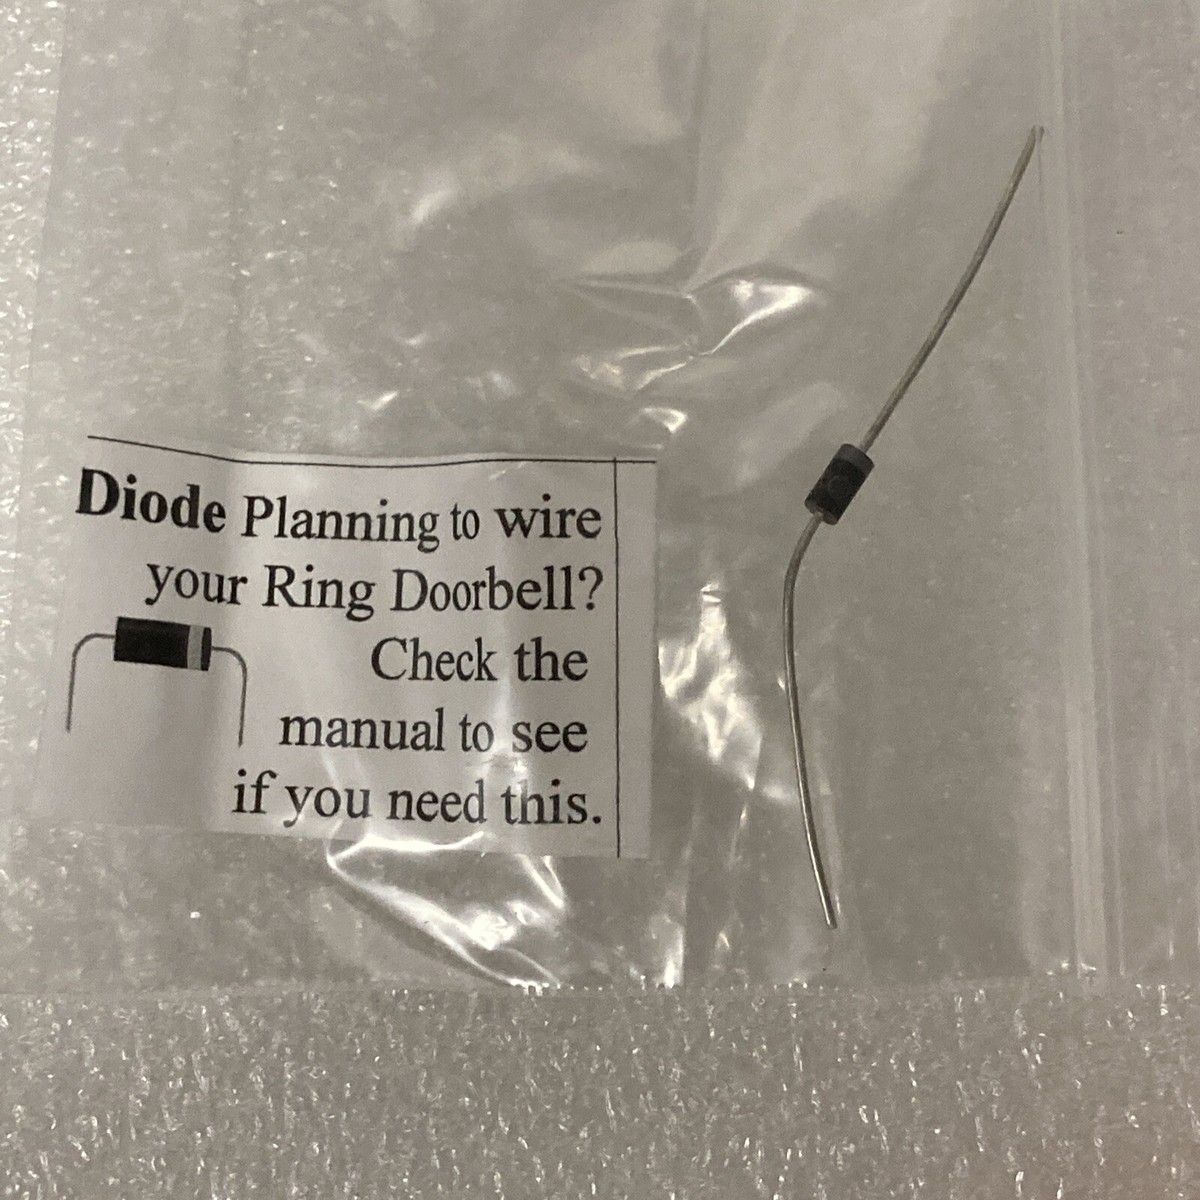 Diode Planning to wire
your Ring Doorbell?
Check the
manual to see
if you need this.